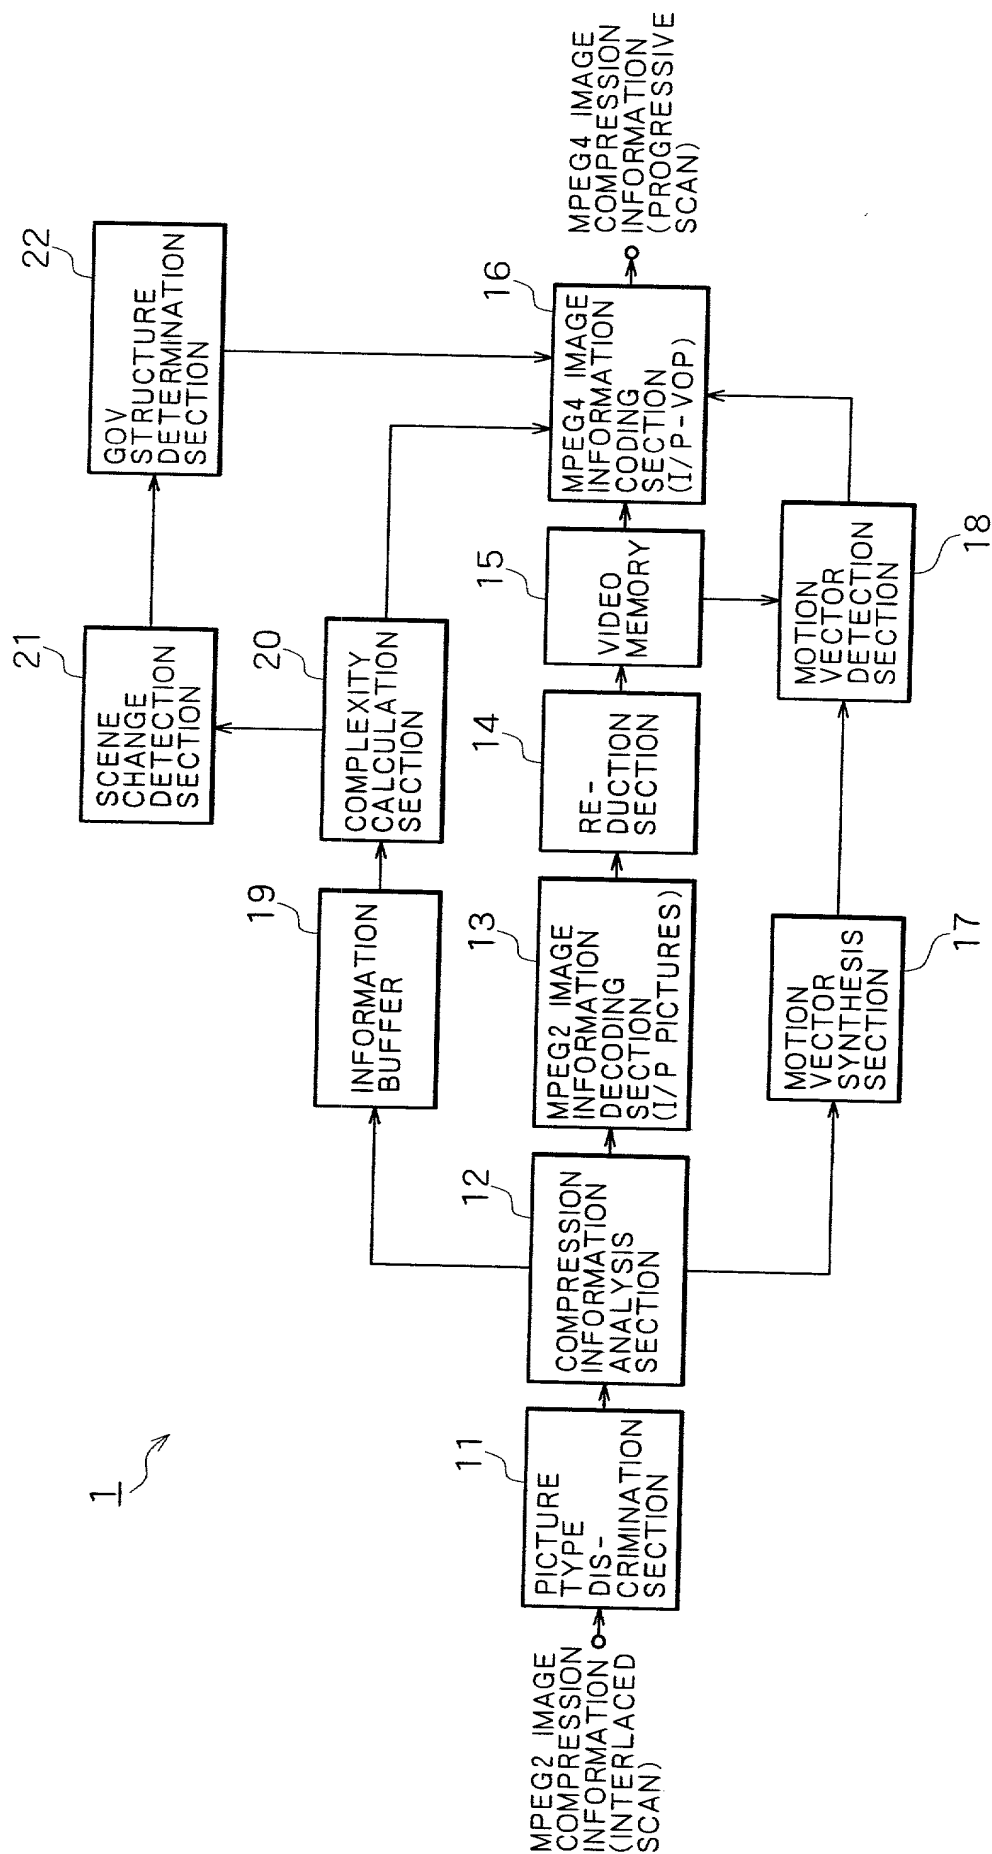 1
MPEG2 IMAGE
COMPRESSION
INFORMATION
(INTERLACED
SCAN)
11
PICTURE
TYPE
DIS-
CRIMINATION
SECTION
12
COMPRESSION
INFORMATION
ANALYSIS
SECTION
13
MPEG2 IMAGE
INFORMATION
DECODING
SECTION
(I/P PICTURES)
14
RE-
DUCTION
SECTION
15
VIDEO
MEMORY
16
MPEG4 IMAGE
INFORMATION
CODING
SECTION
(I/P-VOP)
MPEG4 IMAGE
COMPRESSION
INFORMATION
(PROGRESSIVE
SCAN)
17
MOTION
VECTOR
SYNTHESIS
SECTION
18
MOTION
VECTOR
DETECTION
SECTION
19
INFORMATION
BUFFER
20
COMPLEXITY
CALCULATION
SECTION
21
SCENE
CHANGE
DETECTION
SECTION
22
GOV
STRUCTURE
DETERMINATION
SECTION